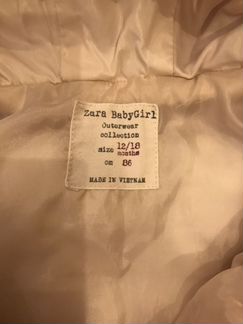 Zara BabyGirl
Outerwear
collection
size 12/18
months
cm 86
MADE IN VIETNAM